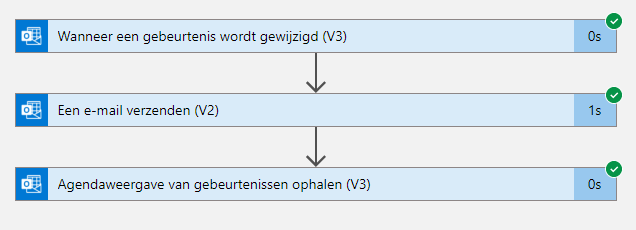 Wanneer een gebeurtenis wordt gewijzigd (V3) 0s
Een e-mail verzenden (V2) 1s
Agendaweergave van gebeurtenissen ophalen (V3) 0s